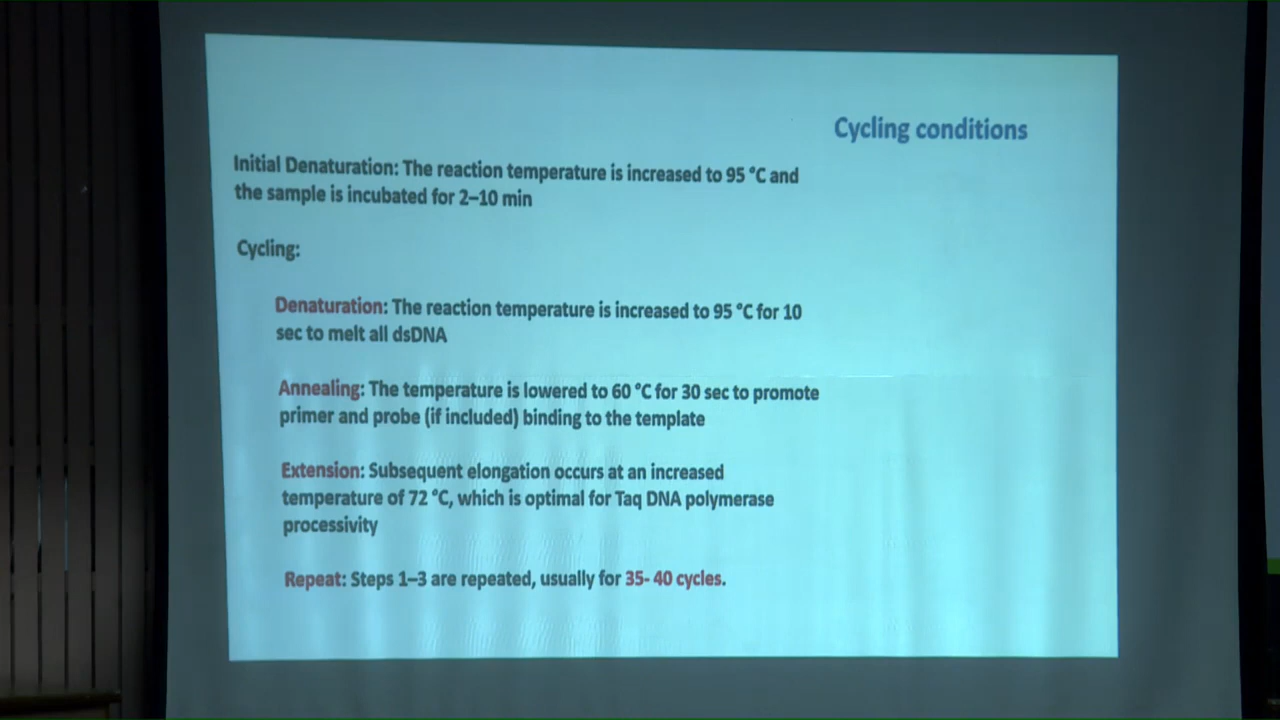 Cycling conditions
Initial Denaturation: The reaction temperature is increased to 95 °C and
the sample is incubated for 2–10 min
Cycling:
Denaturation: The reaction temperature is increased to 95 °C for 10
sec to melt all dsDNA
Annealing: The temperature is lowered to 60 °C for 30 sec to promote
primer and probe (if included) binding to the template
Extension: Subsequent elongation occurs at an increased
temperature of 72 °C, which is optimal for Taq DNA polymerase
processivity
Repeat: Steps 1–3 are repeated, usually for 35- 40 cycles.